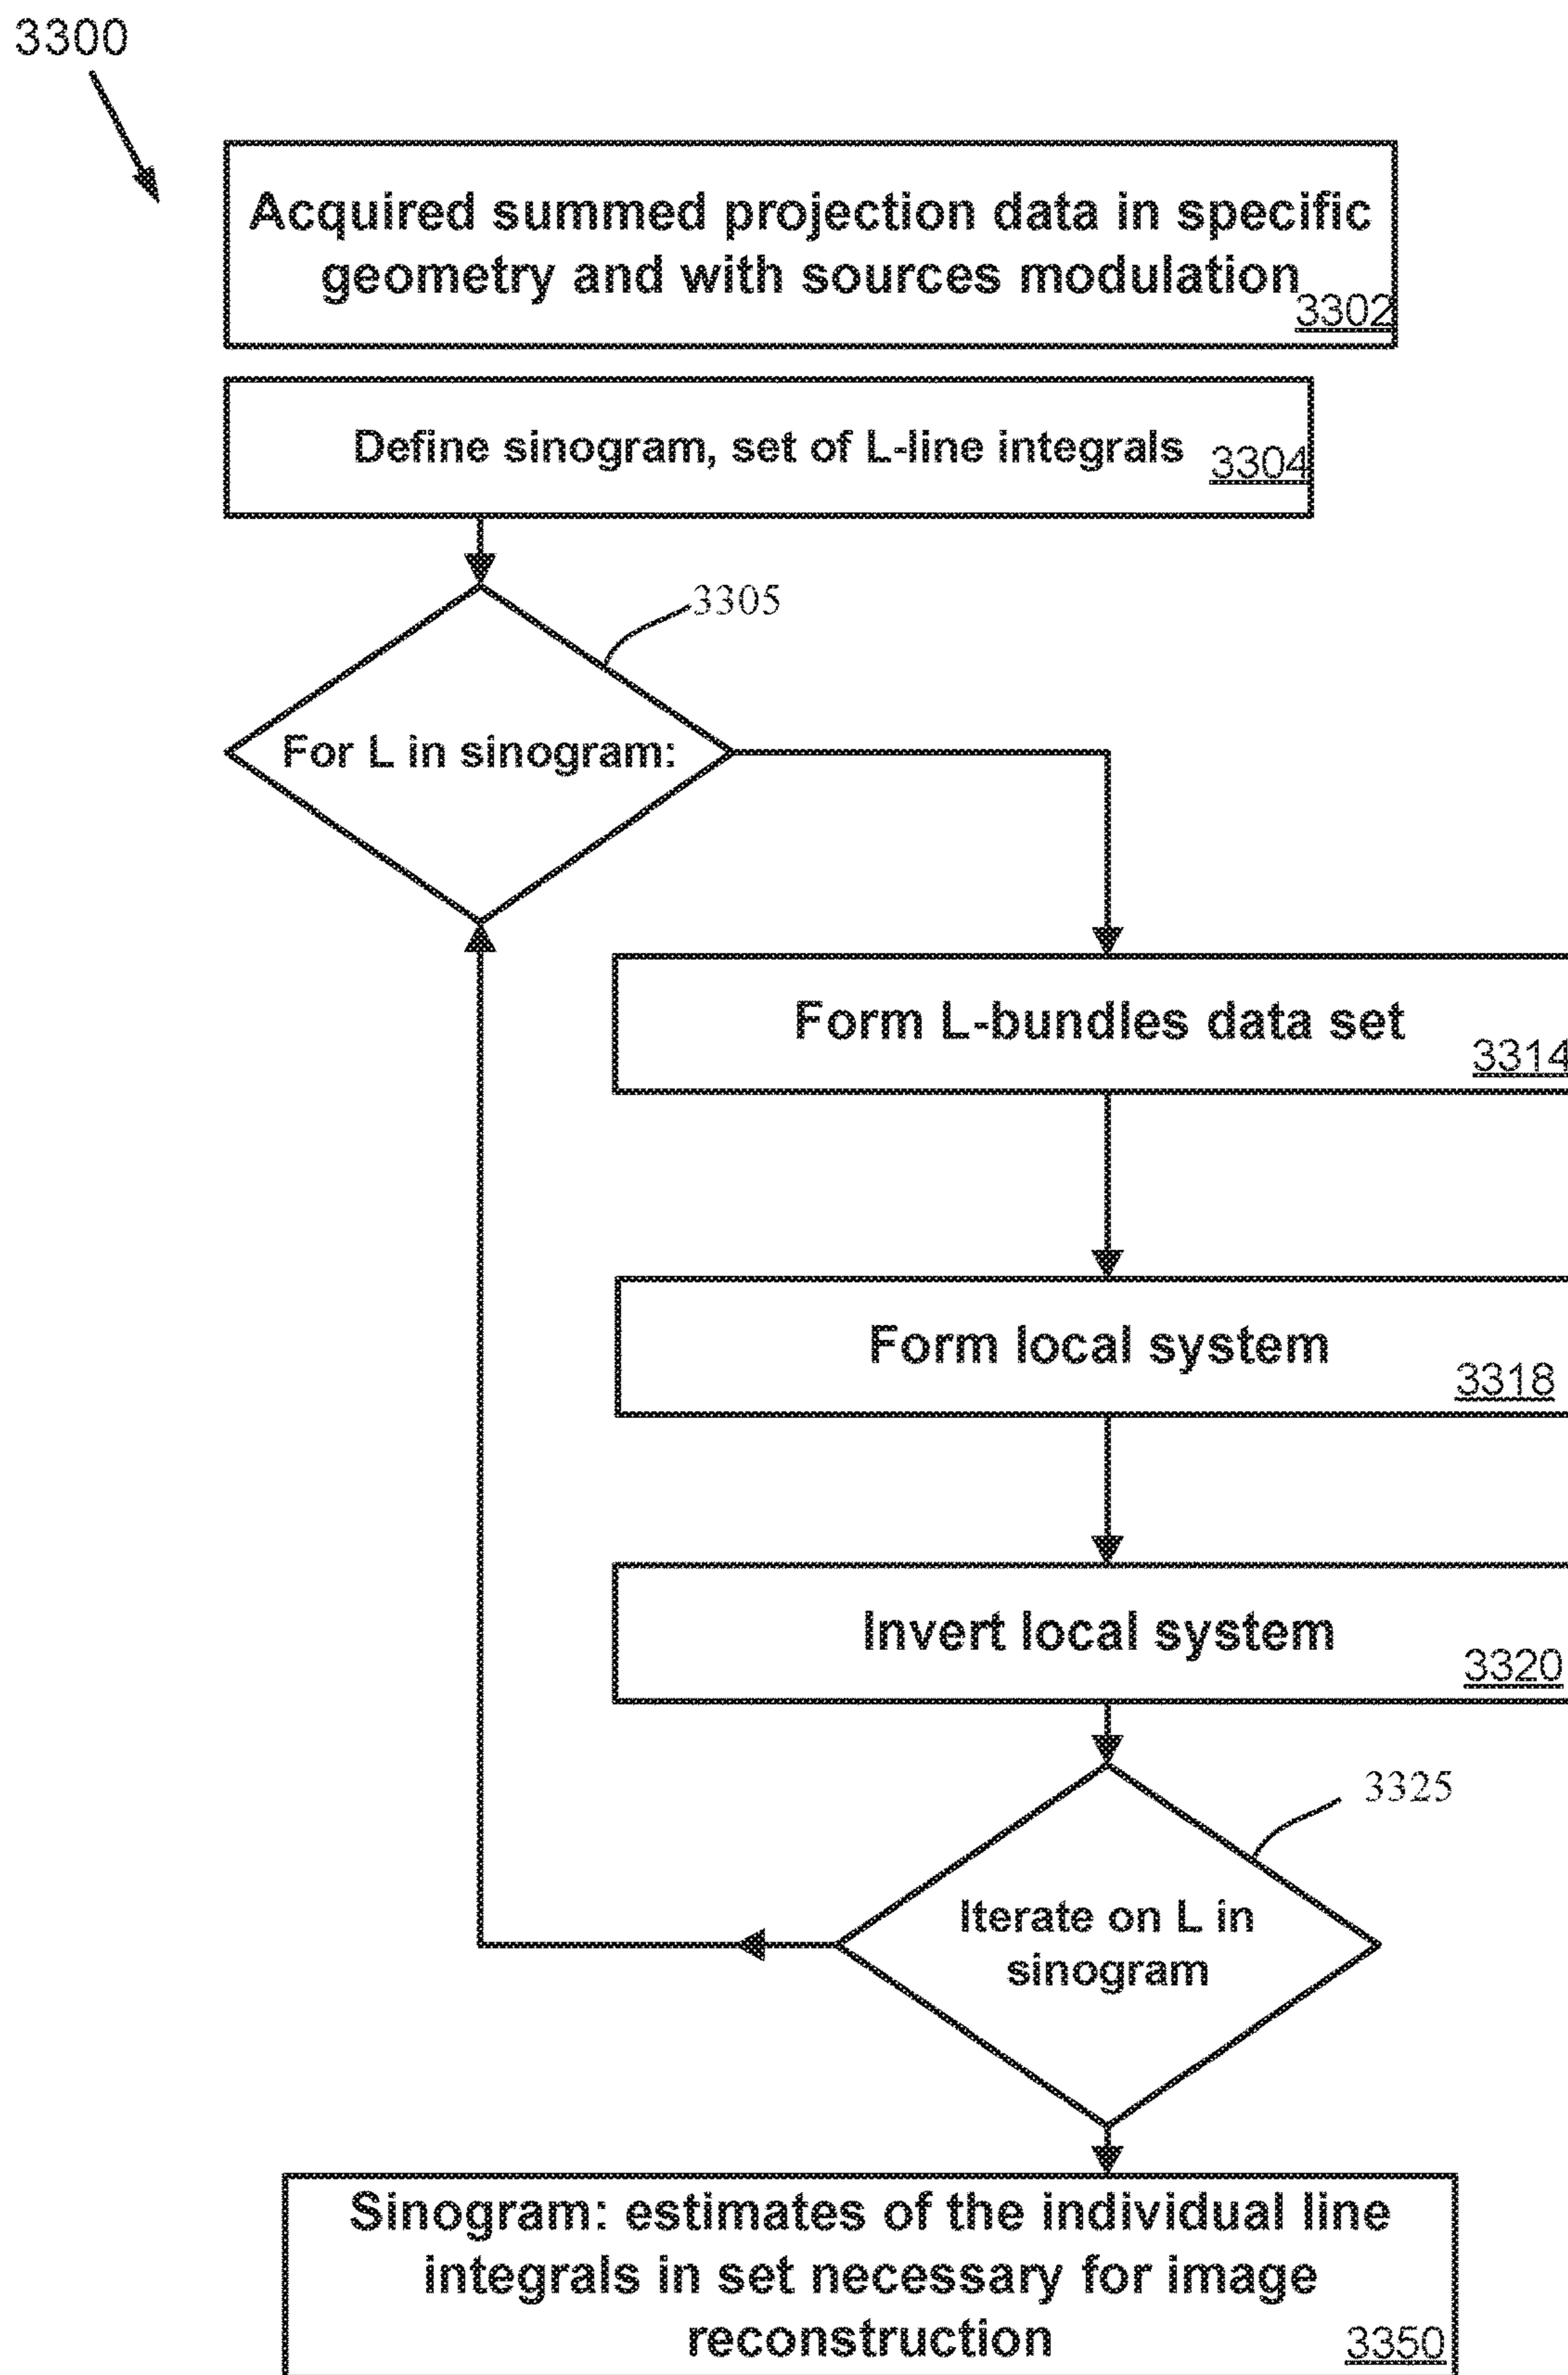 3300
Acquired summed projection data in specific
geometry and with sources modulation
3302
Define sinogram, set of L-line integrals
3304
3305
For L in sinogram:
Form L-bundles data set
3314
Form local system
3318
Invert local system
3320
3325
Iterate on L in
sinogram
Sinogram: estimates of the individual line
integrals in set necessary for image
reconstruction
3350